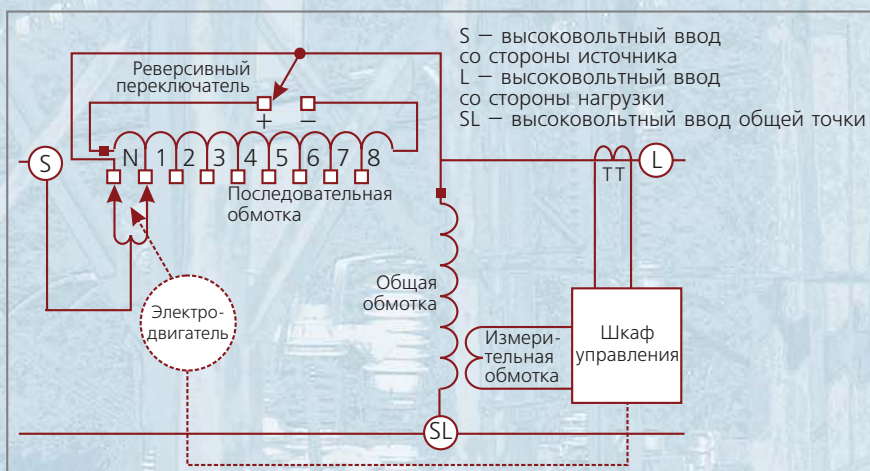 S – высоковольтный ввод
со стороны источника
L – высоковольтный ввод
со стороны нагрузки
SL – высоковольтный ввод общей точки
Реверсивный
переключатель
+ –
N 1 2 3 4 5 6 7 8
S
L
ТТ
Последовательная
обмотка
Электро-
двигатель
Общая
обмотка
Измери-
тельная
обмотка
Шкаф
управления
SL